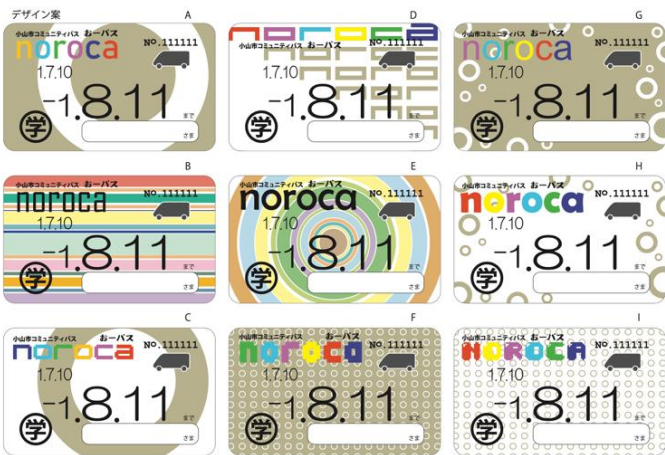 デザイン案
A
小山市コミュニティバス おーバス
noroca No.111111
1.7.10
-1.8.11 まで
学 さま
D
noroca
小山市コミュニティバス おーバス
No.111111
1.7.10
-1.8.11 まで
学 さま
G
小山市コミュニティバス おーバス
noroca No.111111
1.7.10
-1.8.11 まで
学 さま
B
小山市コミュニティバス おーバス
noroca No.111111
1.7.10
-1.8.11 まで
学 さま
E
小山市コミュニティバス おーバス
noroca No.111111
1.7.10
-1.8.11 まで
学 さま
H
小山市コミュニティバス おーバス
noroca No.111111
1.7.10
-1.8.11 まで
学 さま
C
小山市コミュニティバス おーバス
noroca No.111111
1.7.10
-1.8.11 まで
学 さま
F
小山市コミュニティバス おーバス
noroca No.111111
1.7.10
-1.8.11 まで
学 さま
I
小山市コミュニティバス おーバス
NOROCA No.111111
1.7.10
-1.8.11 まで
学 さま